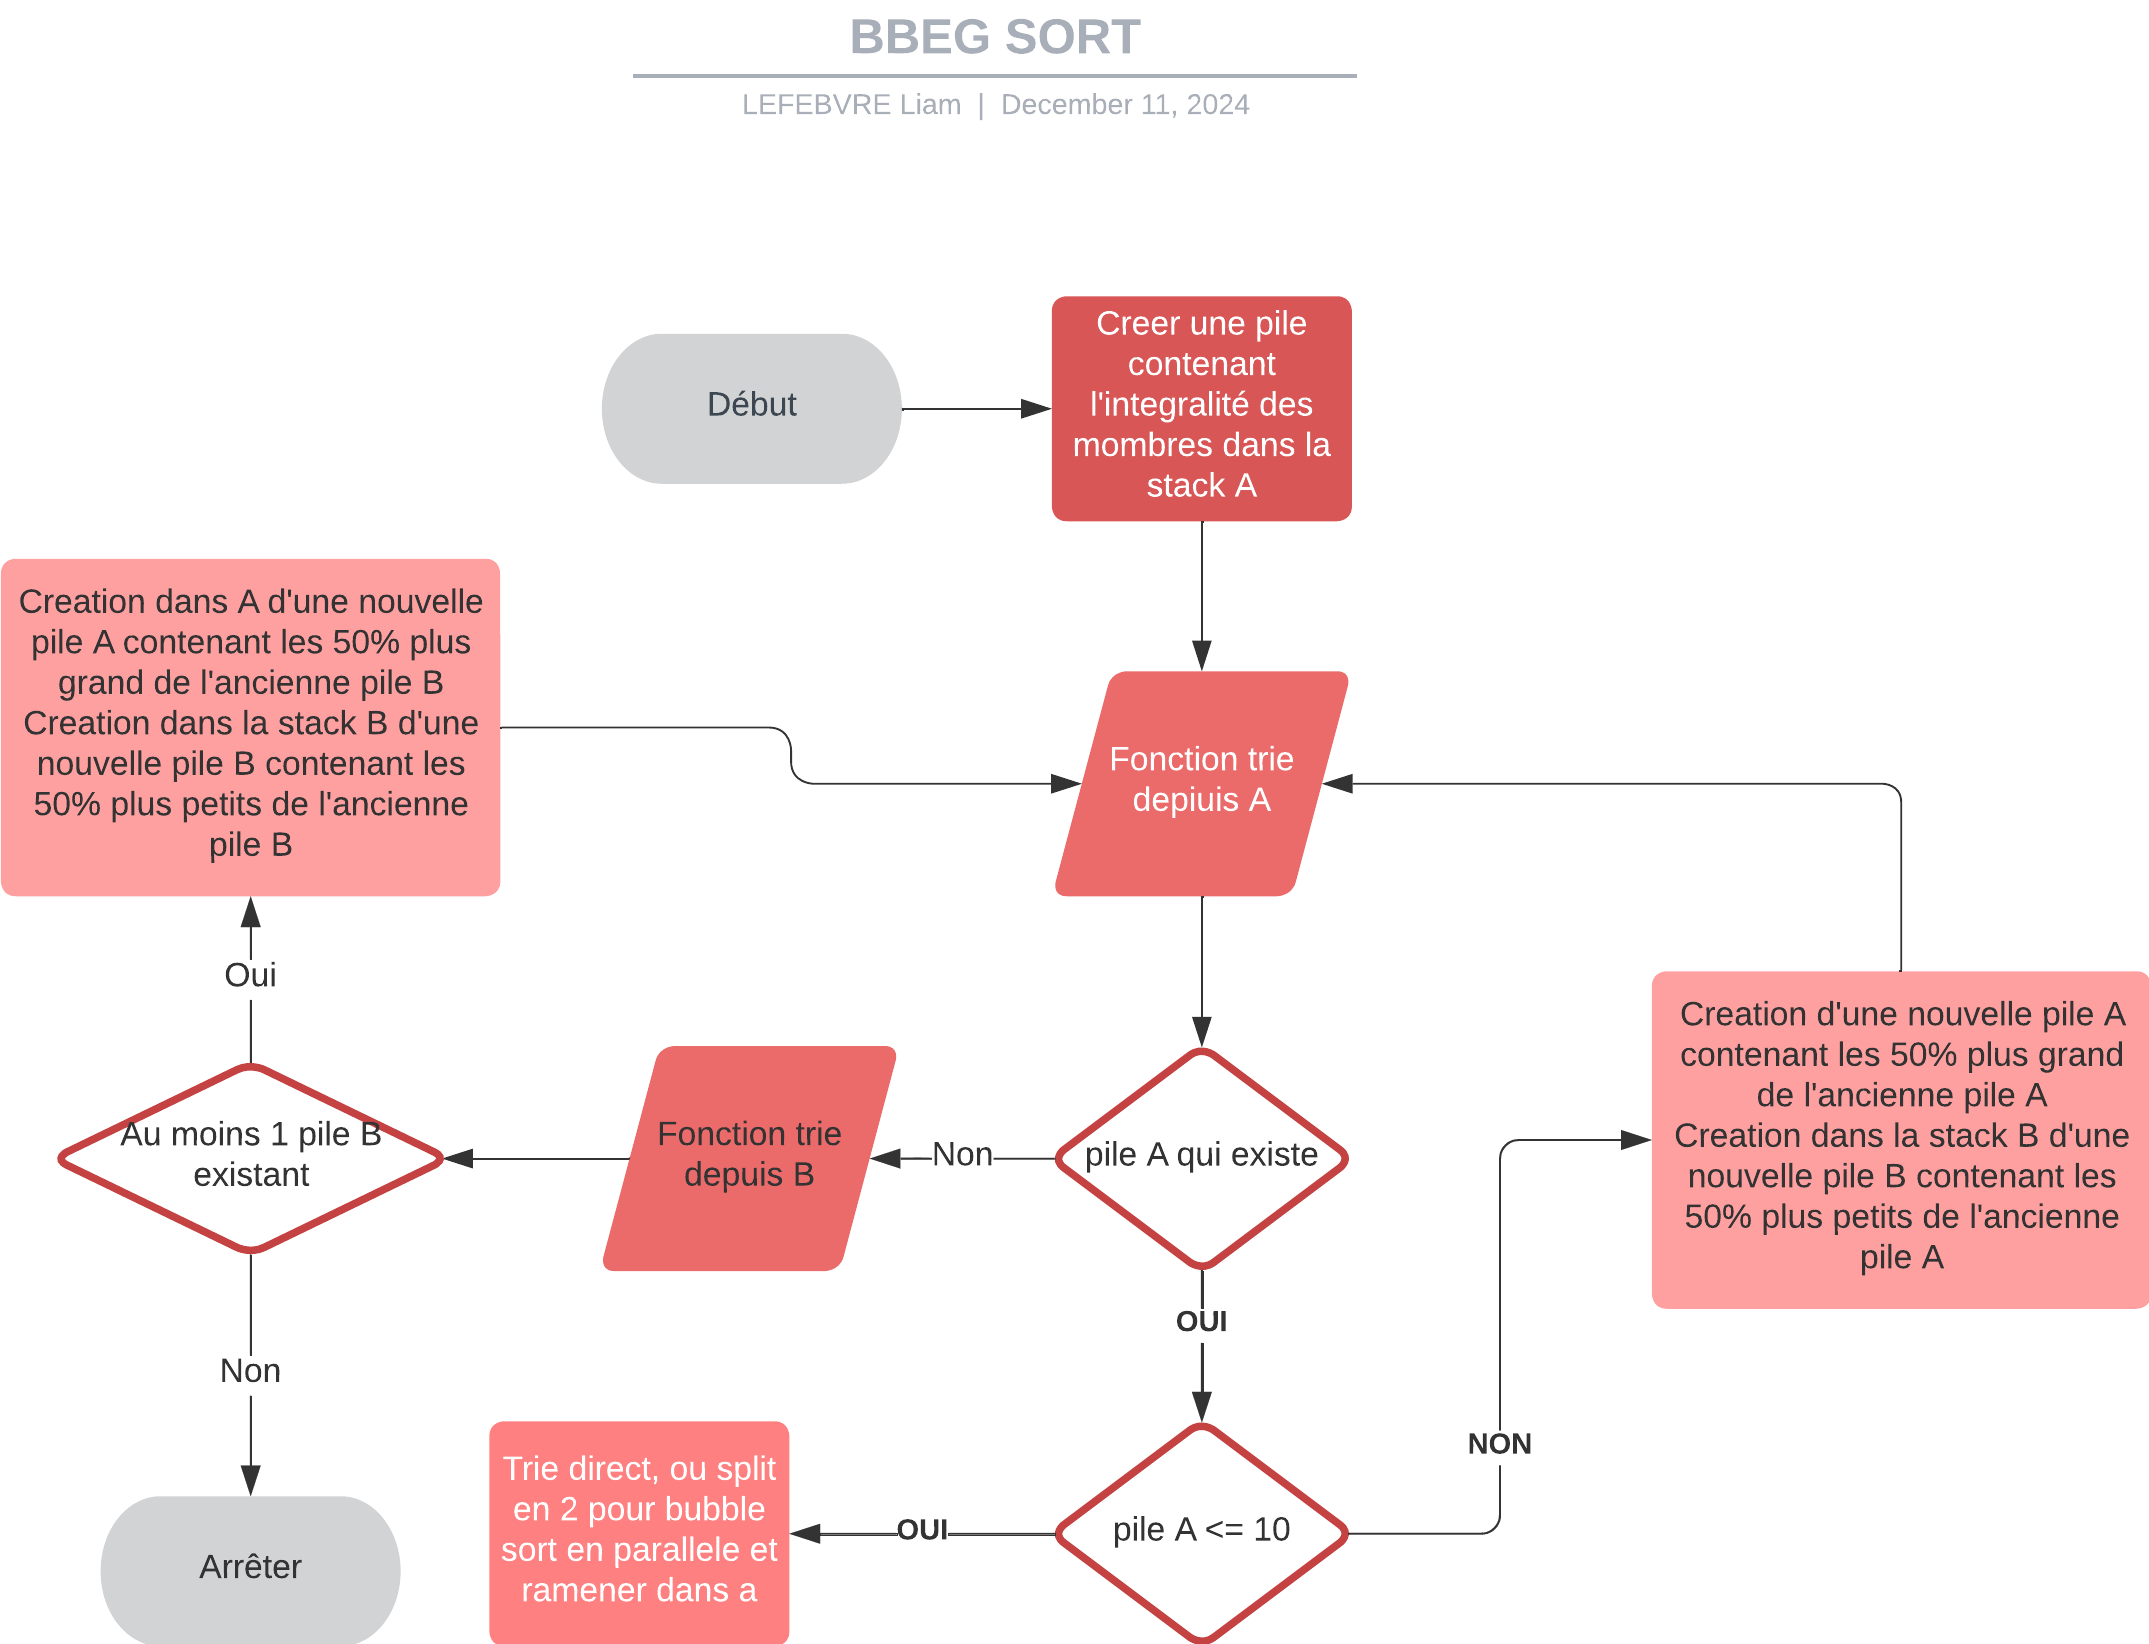 BBEG SORT
LEFEBVRE Liam | December 11, 2024
Début
Creer une pile
contenant
l'integralité des
mombres dans la
stack A
Creation dans A d'une nouvelle
pile A contenant les 50% plus
grand de l'ancienne pile B
Creation dans la stack B d'une
nouvelle pile B contenant les
50% plus petits de l'ancienne
pile B
Fonction trie
depiuis A
Oui
Creation d'une nouvelle pile A
contenant les 50% plus grand
de l'ancienne pile A
Creation dans la stack B d'une
nouvelle pile B contenant les
50% plus petits de l'ancienne
pile A
Au moins 1 pile B
existant
Fonction trie
depuis B
Non
pile A qui existe
OUI
Non
NON
Trie direct, ou split
en 2 pour bubble
sort en parallele et
ramener dans a
OUI
pile A <= 10
Arrêter